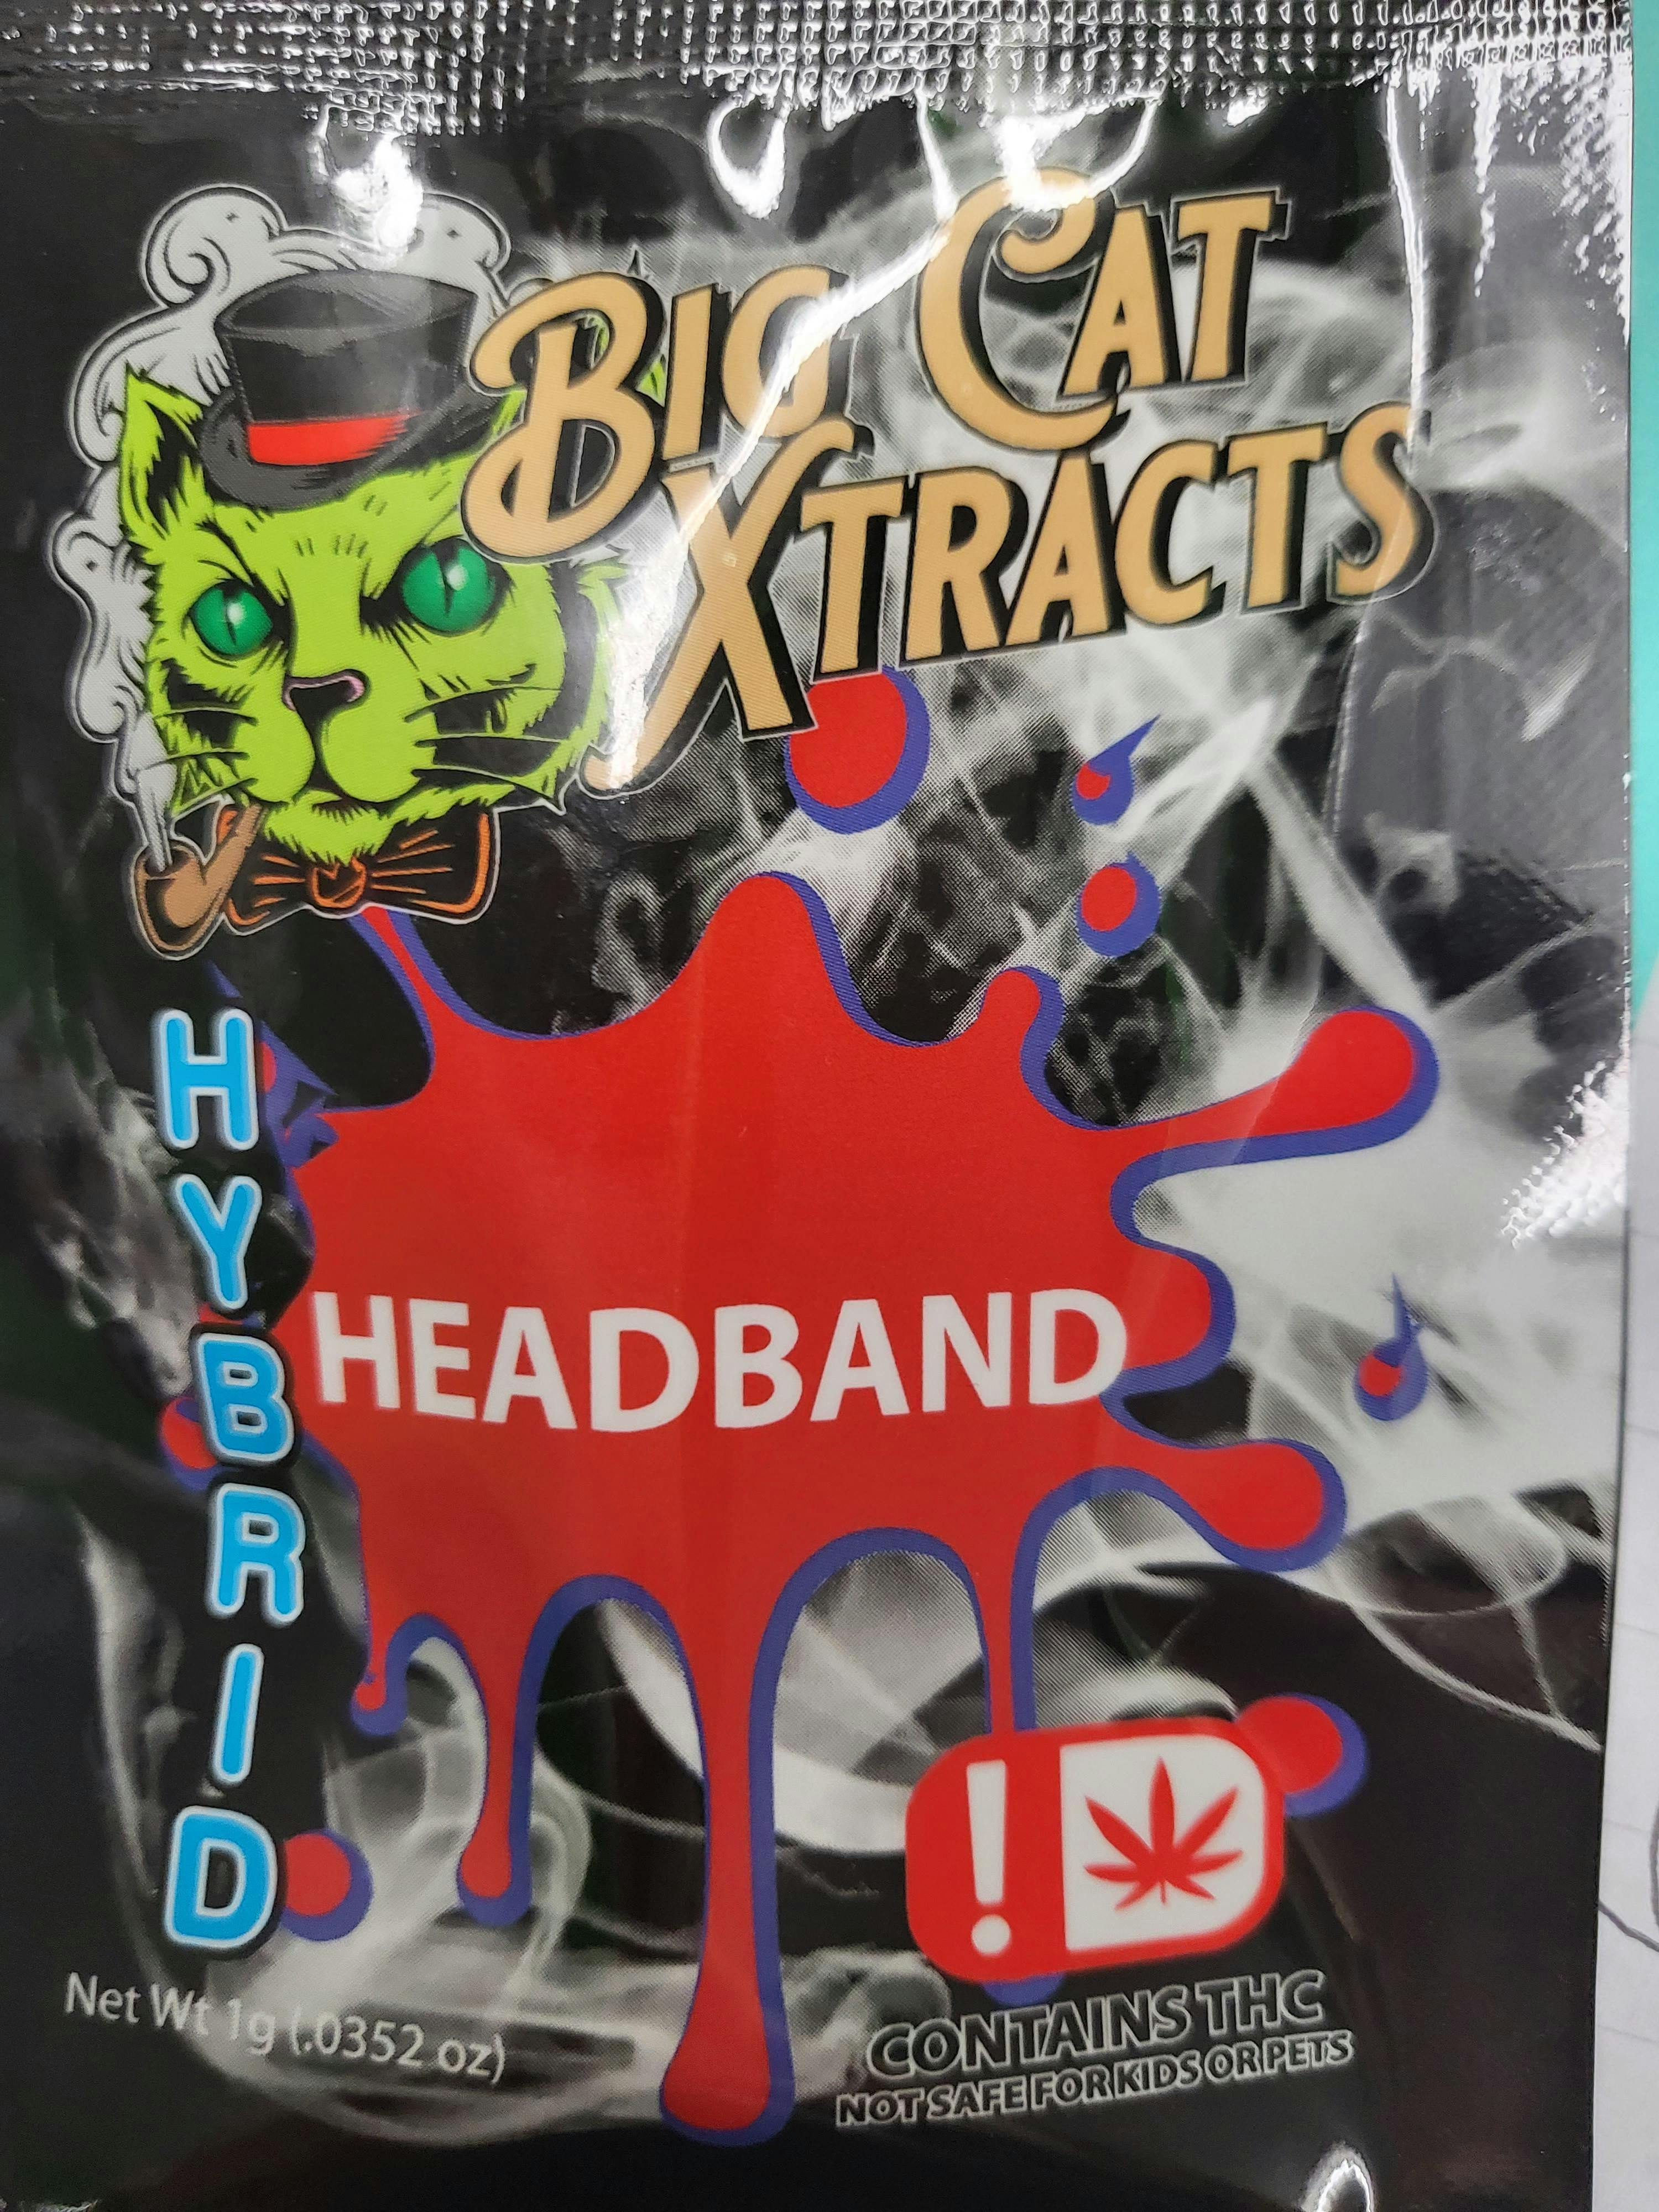 BIG CAT
XTRACTS
HYBRID
HEADBAND
!
Net Wt 1g (.0352 oz)
CONTAINS THC
NOT SAFE FOR KIDS OR PETS